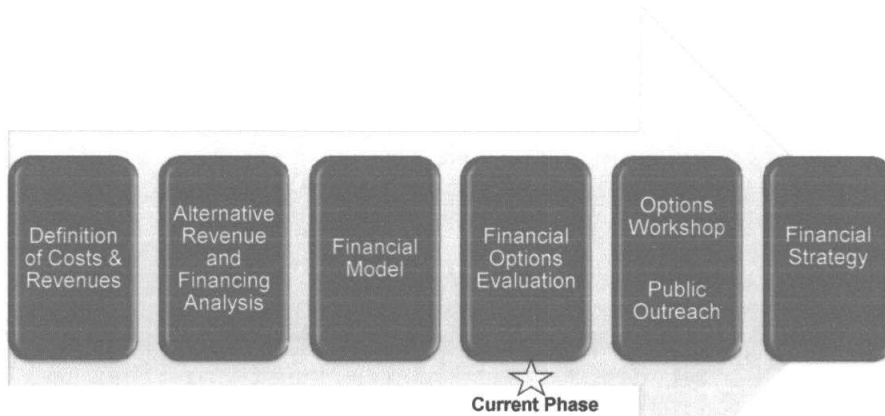 Definition
of Costs &
Revenues
Alternative
Revenue
and
Financing
Analysis
Financial
Model
Financial
Options
Evaluation
Options
Workshop
Public
Outreach
Financial
Strategy
Current Phase